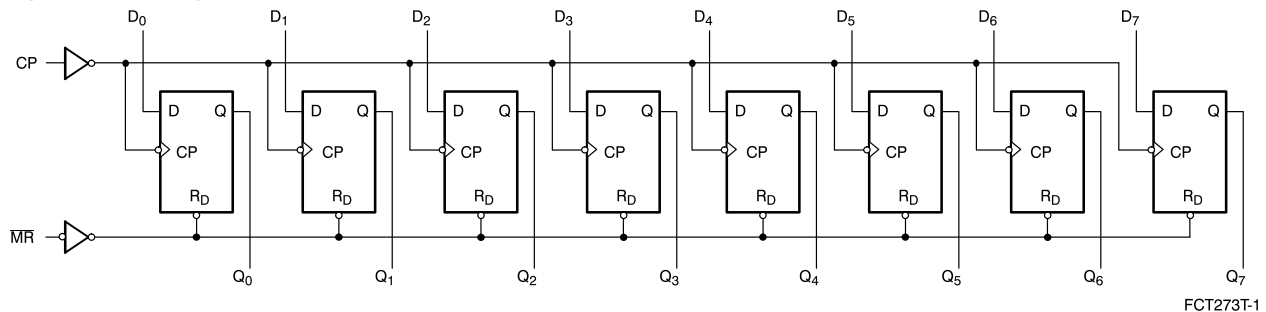 D0 D1 D2 D3 D4 D5 D6 D7
CP
D Q D Q D Q D Q D Q D Q D Q D Q
CP CP CP CP CP CP CP CP
RD RD RD RD RD RD RD RD
M̅R̅
Q0 Q1 Q2 Q3 Q4 Q5 Q6 Q7
FCT273T-1